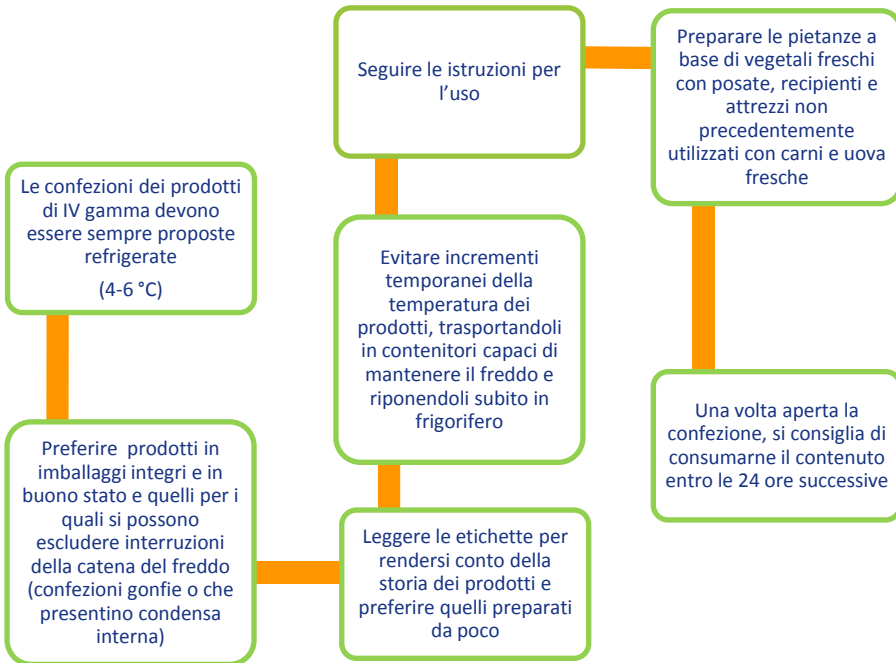 Le confezioni dei prodotti
di IV gamma devono
essere sempre proposte
refrigerate
(4-6 °C)
Preferire prodotti in
imballaggi integri e in
buono stato e quelli per i
quali si possono
escludere interruzioni
della catena del freddo
(confezioni gonfie o che
presentino condensa
interna)
Leggere le etichette per
rendersi conto della
storia dei prodotti e
preferire quelli preparati
da poco
Evitare incrementi
temporanei della
temperatura dei
prodotti, trasportandoli
in contenitori capaci di
mantenere il freddo e
riponendoli subito in
frigorifero
Seguire le istruzioni per
l’uso
Preparare le pietanze a
base di vegetali freschi
con posate, recipienti e
attrezzi non
precedentemente
utilizzati con carni e uova
fresche
Una volta aperta la
confezione, si consiglia di
consumarne il contenuto
entro le 24 ore successive